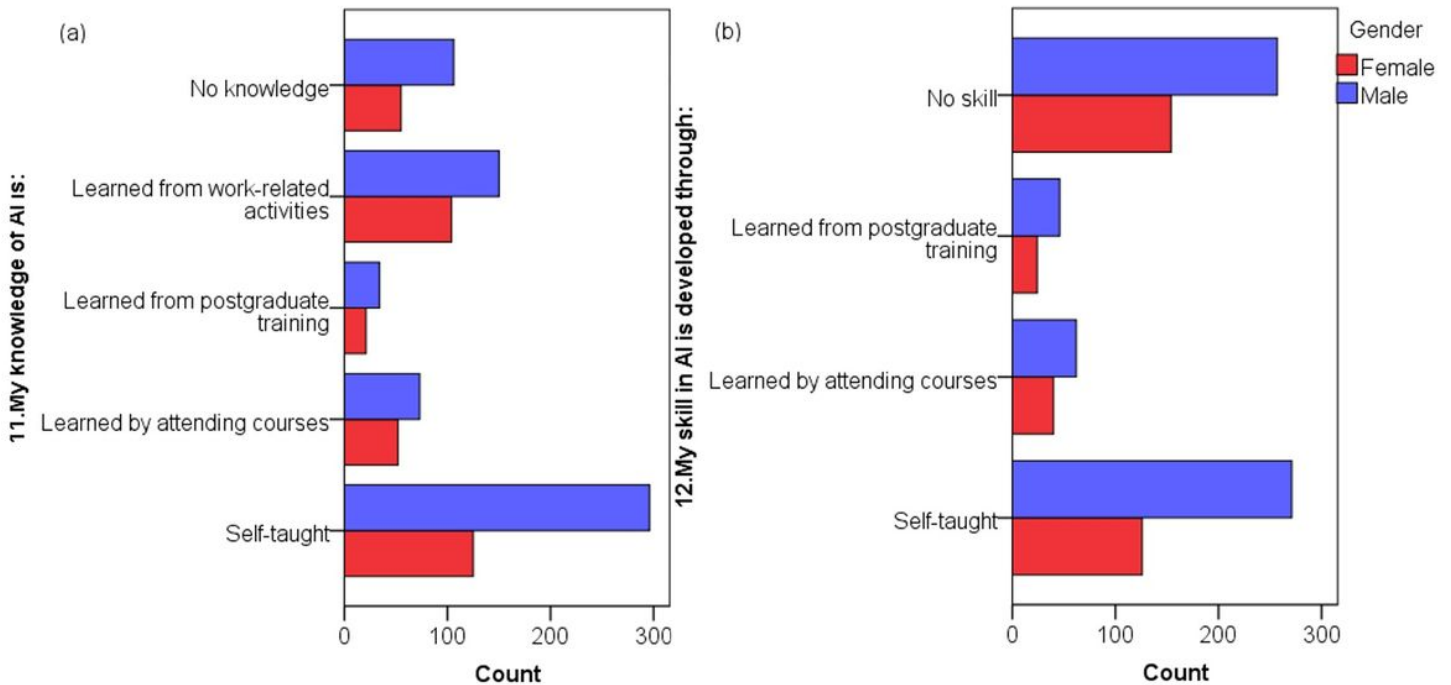 (a)
11.My knowledge of AI is:
No knowledge
Learned from work-related
activities
Learned from postgraduate
training
Learned by attending courses
Self-taught
0 100 200 300
Count
(b)
12.My skill in AI is developed through:
No skill
Learned from postgraduate
training
Learned by attending courses
Self-taught
0 100 200 300
Count
Gender
Female
Male